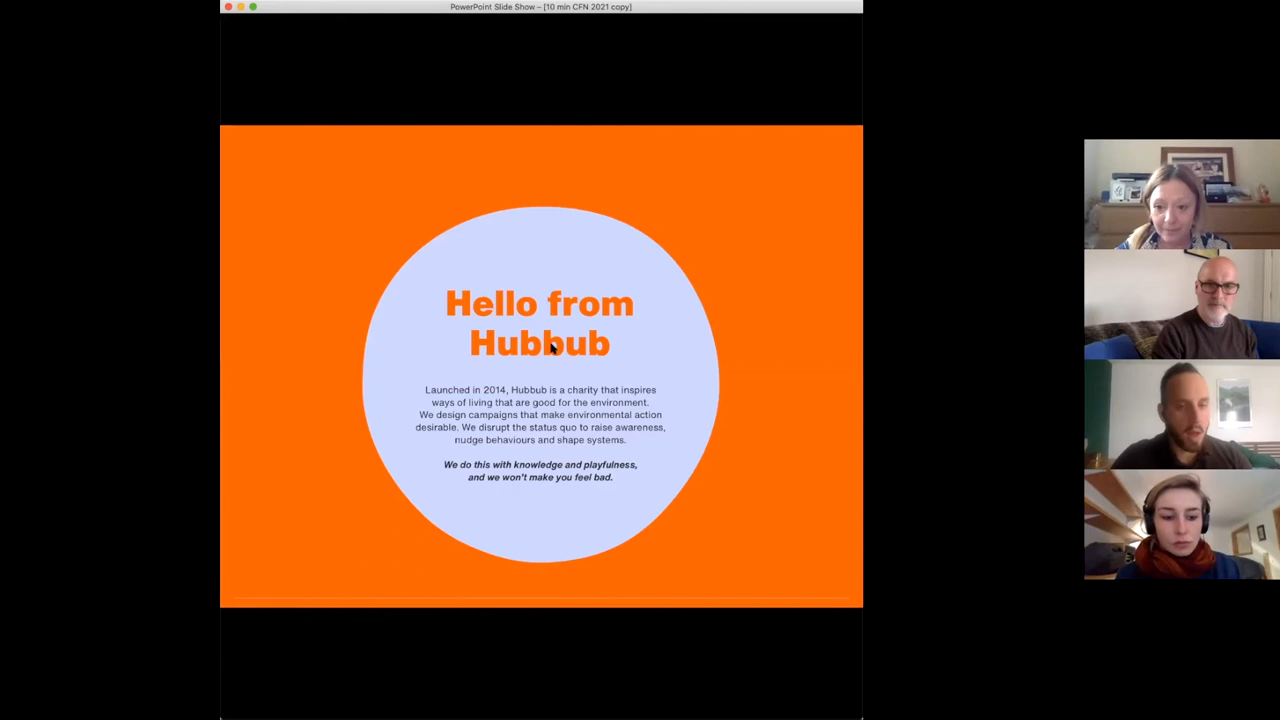 PowerPoint Slide Show – [10 min CFN 2021 copy]
Hello from
Hubbub
Launched in 2014, Hubbub is a charity that inspires
ways of living that are good for the environment.
We design campaigns that make environmental action
desirable. We disrupt the status quo to raise awareness,
nudge behaviours and shape systems.
We do this with knowledge and playfulness,
and we won't make you feel bad.